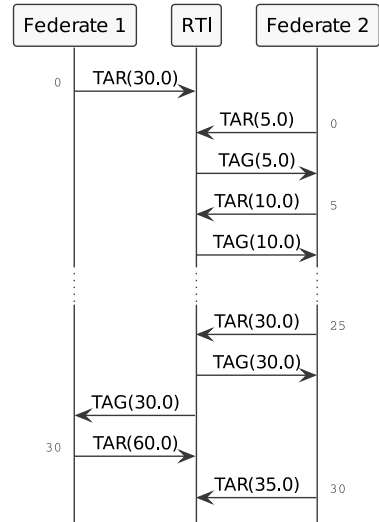 Federate 1 RTI Federate 2
0 TAR(30.0)
TAR(5.0) 0
TAG(5.0)
TAR(10.0) 5
TAG(10.0)
TAR(30.0) 25
TAG(30.0)
TAG(30.0)
30 TAR(60.0)
TAR(35.0) 30